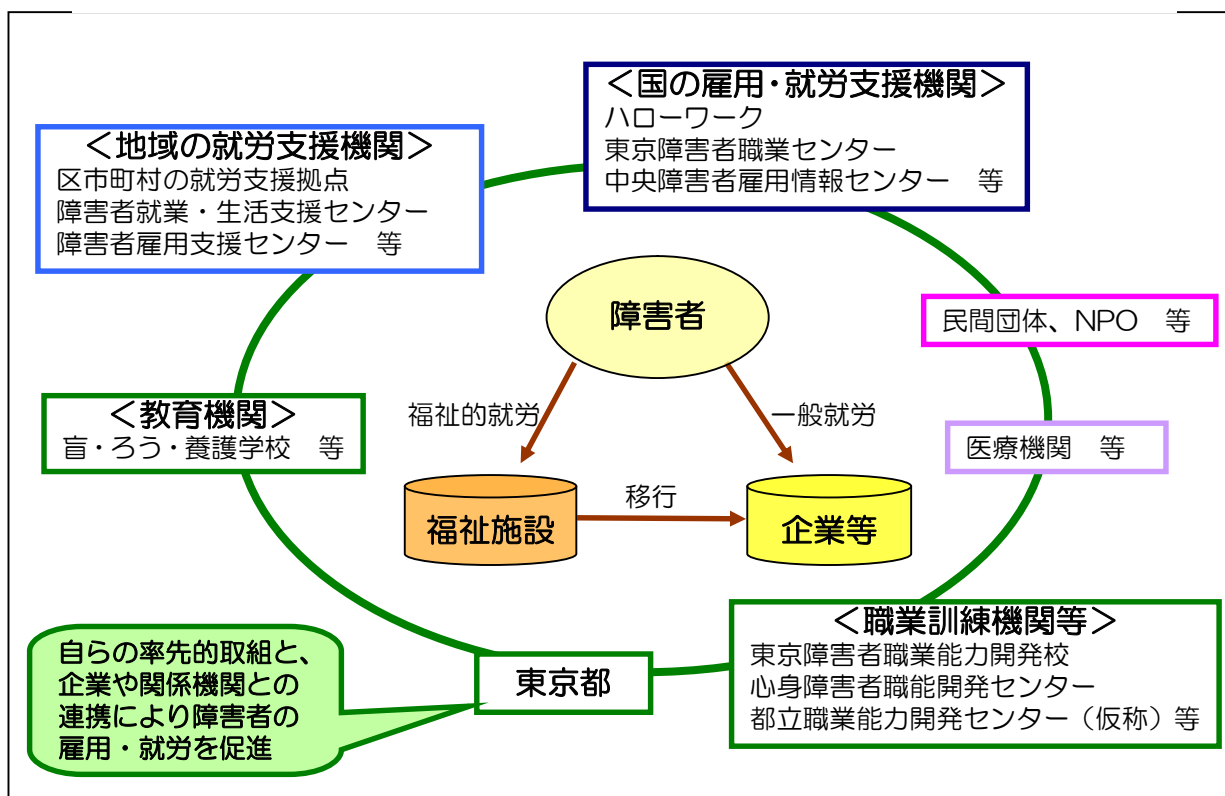 ＜国の雇用・就労支援機関＞
ハローワーク
東京障害者職業センター
中央障害者雇用情報センター　等
＜地域の就労支援機関＞
区市町村の就労支援拠点
障害者就業・生活支援センター
障害者雇用支援センター　等
障害者
民間団体、NPO　等
＜教育機関＞
盲・ろう・養護学校　等
福祉的就労
一般就労
医療機関　等
福祉施設
移行
企業等
＜職業訓練機関等＞
東京障害者職業能力開発校
心身障害者職能開発センター
都立職業能力開発センター（仮称）等
東京都
自らの率先的取組と、
企業や関係機関との
連携により障害者の
雇用・就労を促進